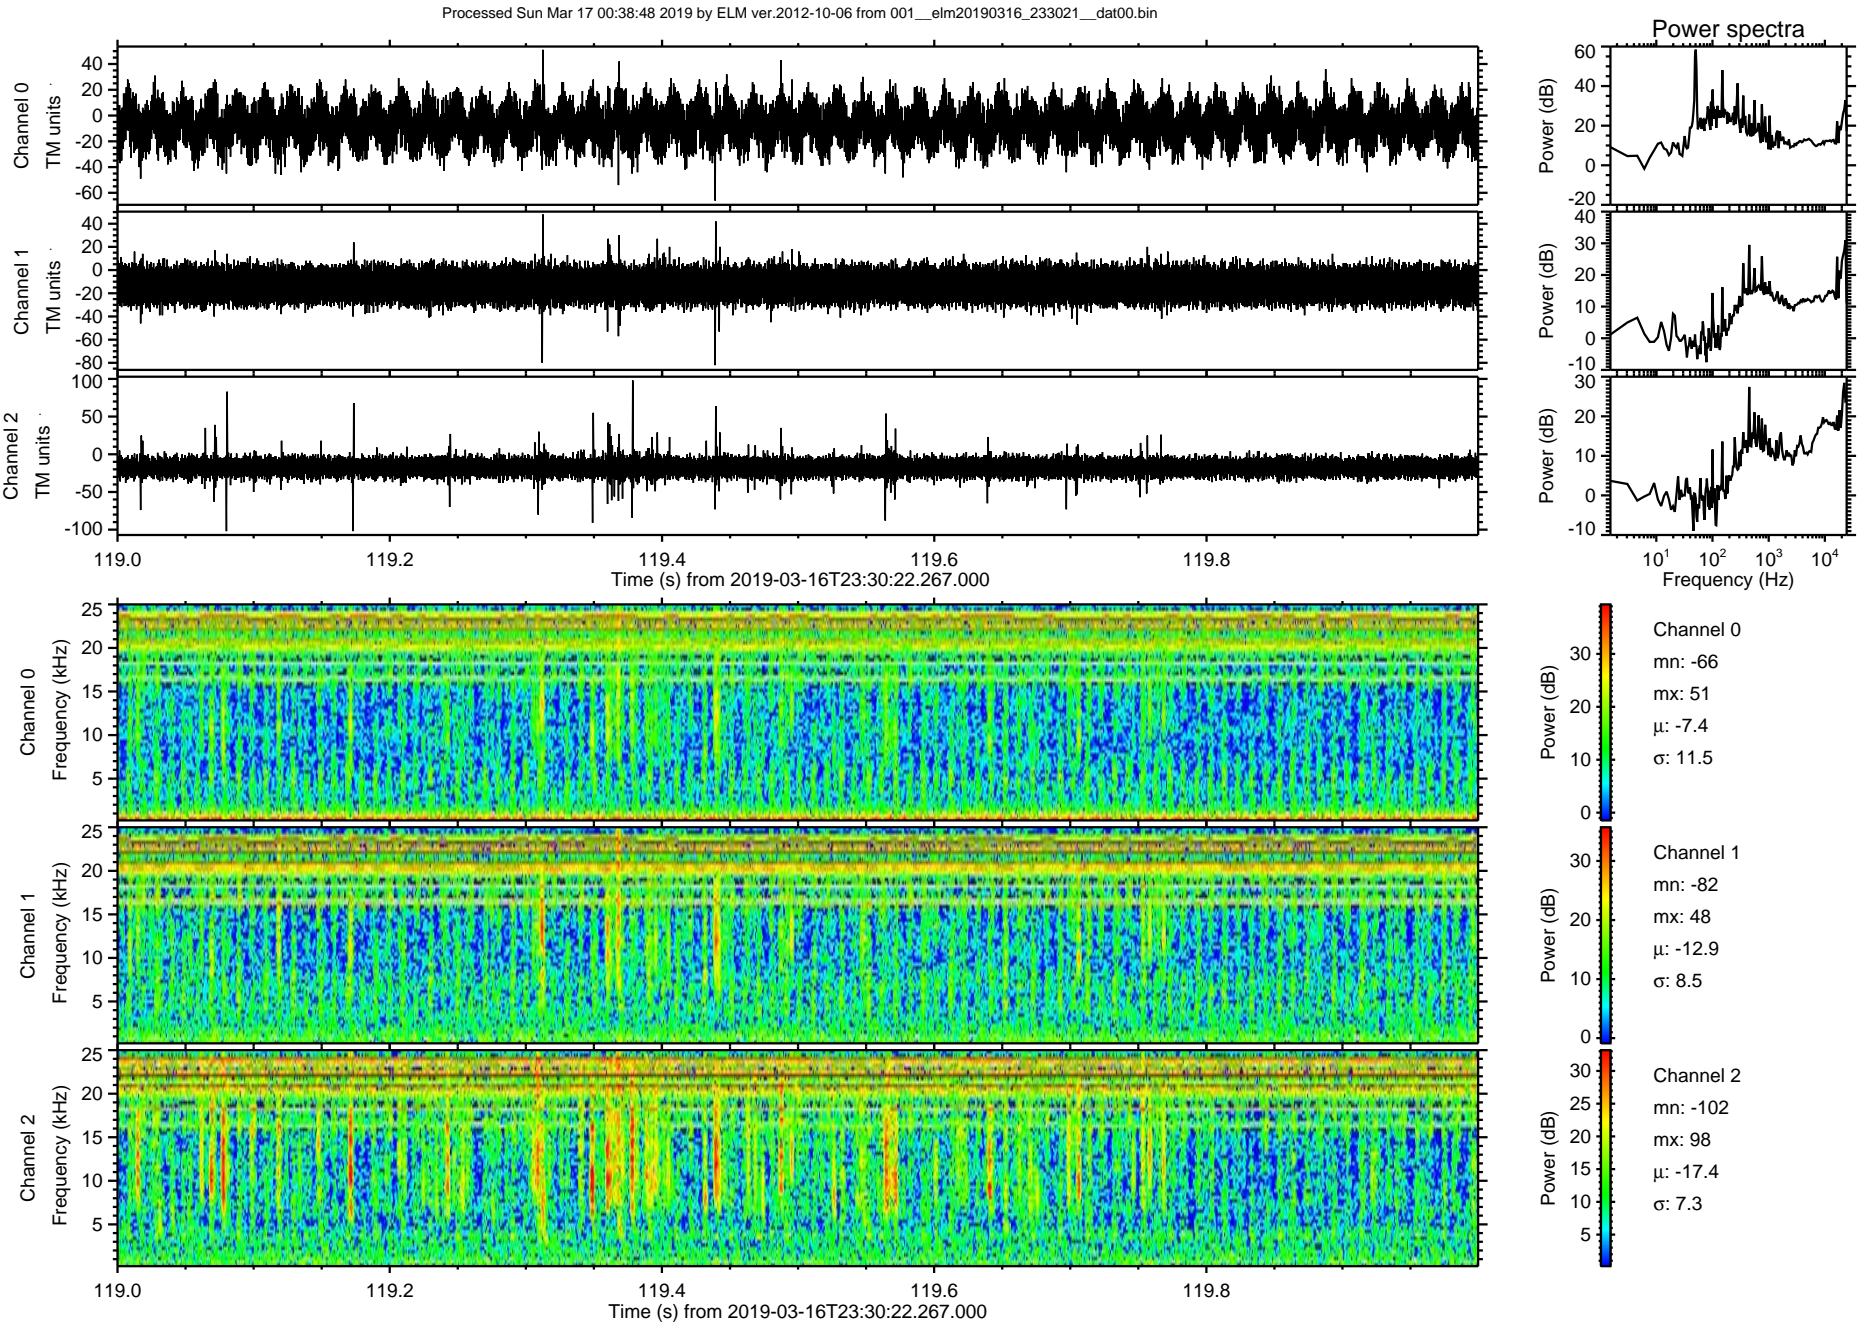 Processed Sun Mar 17 00:38:48 2019 by ELM ver.2012-10-06 from 001__elm20190316_233021__dat00.bin
Power spectra
Channel 0
TM units
40
20
0
-20
-40
-60
Power (dB)
60
40
20
0
-20
Channel 1
TM units
40
20
0
-20
-40
-60
-80
Power (dB)
40
30
20
10
0
-10
Channel 2
TM units
100
50
0
-50
-100
Power (dB)
30
20
10
0
-10
119.0 119.2 119.4 119.6 119.8
Time (s) from 2019-03-16T23:30:22.267.000
10^1 10^2 10^3 10^4
Frequency (Hz)
Channel 0
Frequency (kHz)
25
20
15
10
5
Power (dB)
30
20
10
0
Channel 0
mn: -66
mx: 51
μ: -7.4
σ: 11.5
Channel 1
Frequency (kHz)
25
20
15
10
5
Power (dB)
30
20
10
0
Channel 1
mn: -82
mx: 48
μ: -12.9
σ: 8.5
Channel 2
Frequency (kHz)
25
20
15
10
5
Power (dB)
30
25
20
15
10
5
Channel 2
mn: -102
mx: 98
μ: -17.4
σ: 7.3
119.0 119.2 119.4 119.6 119.8
Time (s) from 2019-03-16T23:30:22.267.000